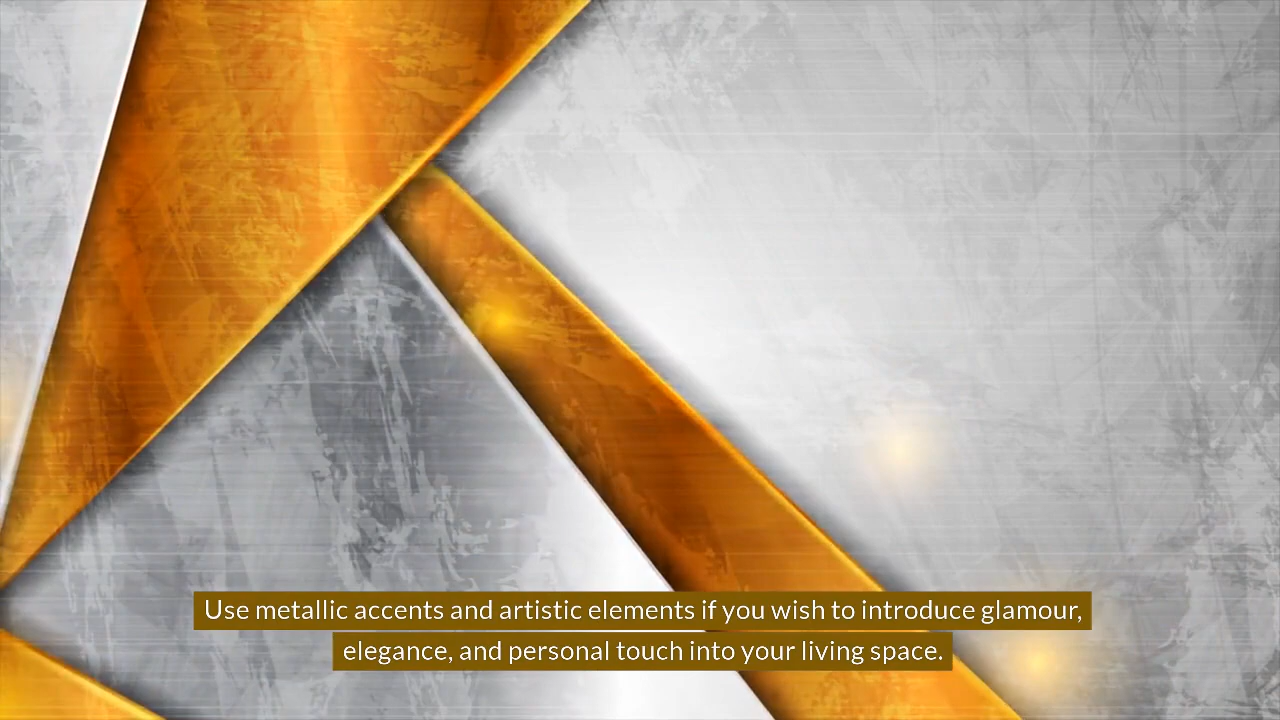 Use metallic accents and artistic elements if you wish to introduce glamour,
elegance, and personal touch into your living space.